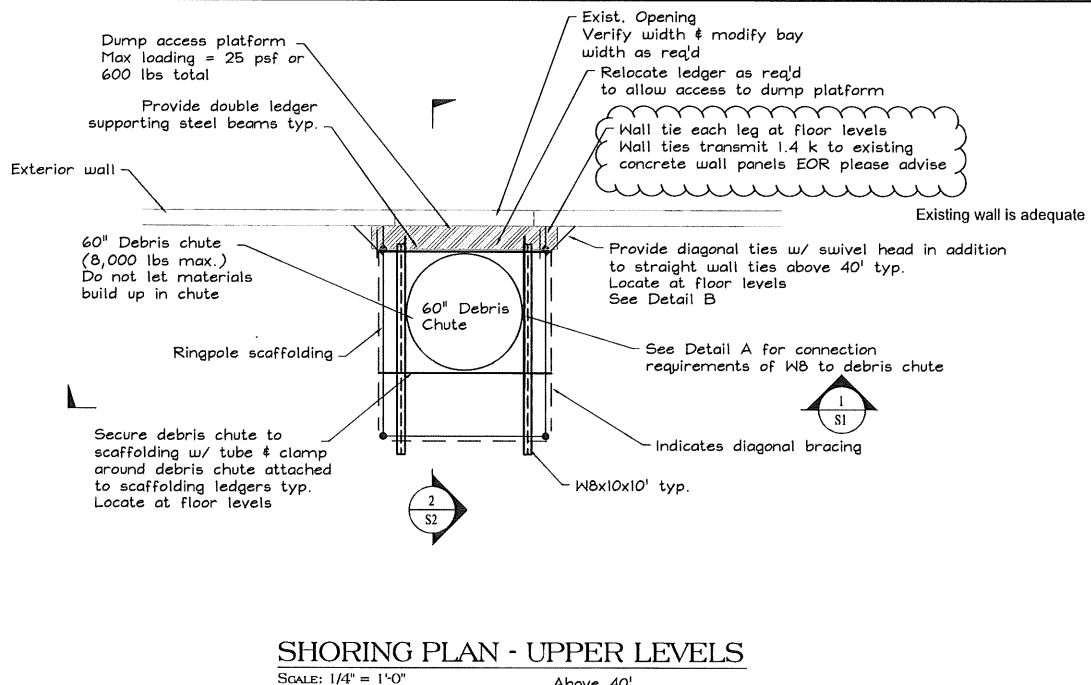 Dump access platform
Max loading = 25 psf or
600 lbs total
Provide double ledger
supporting steel beams typ.
Exterior wall
Exist. Opening
Verify width & modify bay
width as req'd
Relocate ledger as req'd
to allow access to dump platform
Wall tie each leg at floor levels
Wall ties transmit 1.4 k to existing
concrete wall panels EOR please advise
Existing wall is adequate
60" Debris chute
(8,000 lbs max.)
Do not let materials
build up in chute
60" Debris
Chute
Provide diagonal ties w/ swivel head in addition
to straight wall ties above 40' typ.
Locate at floor levels
See Detail B
Ringpole scaffolding
See Detail A for connection
requirements of W8 to debris chute
1
S1
Secure debris chute to
scaffolding w/ tube & clamp
around debris chute attached
to scaffolding ledgers typ.
Locate at floor levels
Indicates diagonal bracing
W8x10x10' typ.
2
S2
SHORING PLAN - UPPER LEVELS
SCALE: 1/4" = 1'-0"
Above 40'